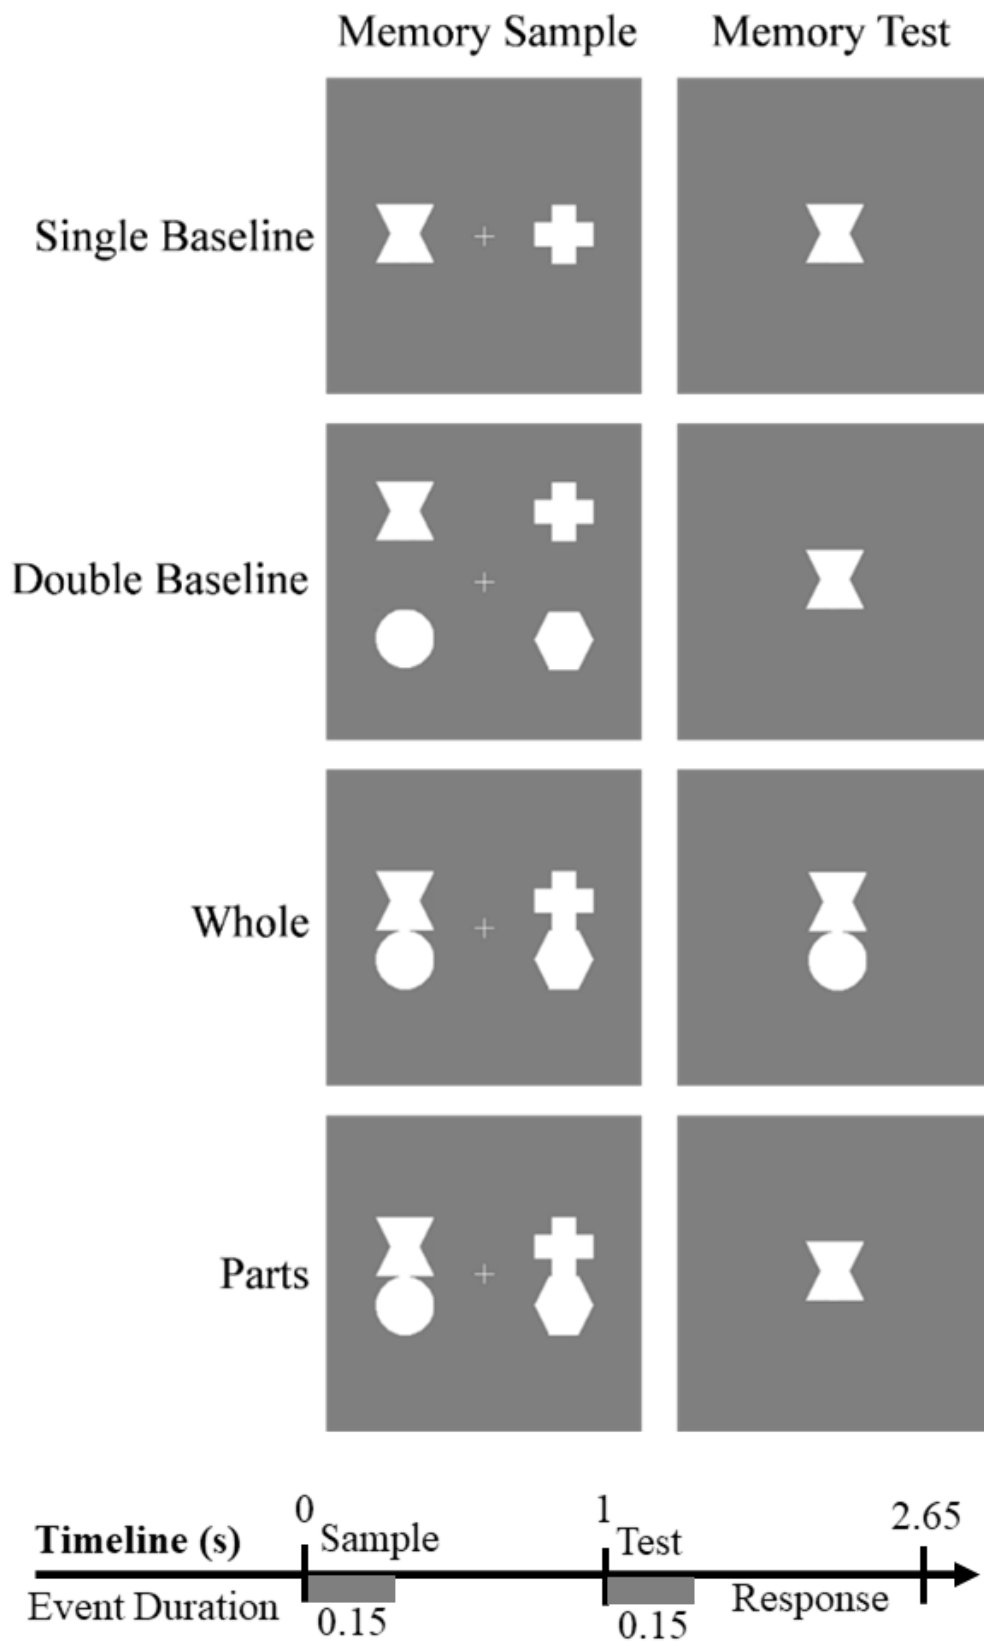 Memory Sample Memory Test
Single Baseline
Double Baseline
Whole
Parts
0 1 2.65
Timeline (s) Sample Test
Event Duration 0.15 0.15 Response